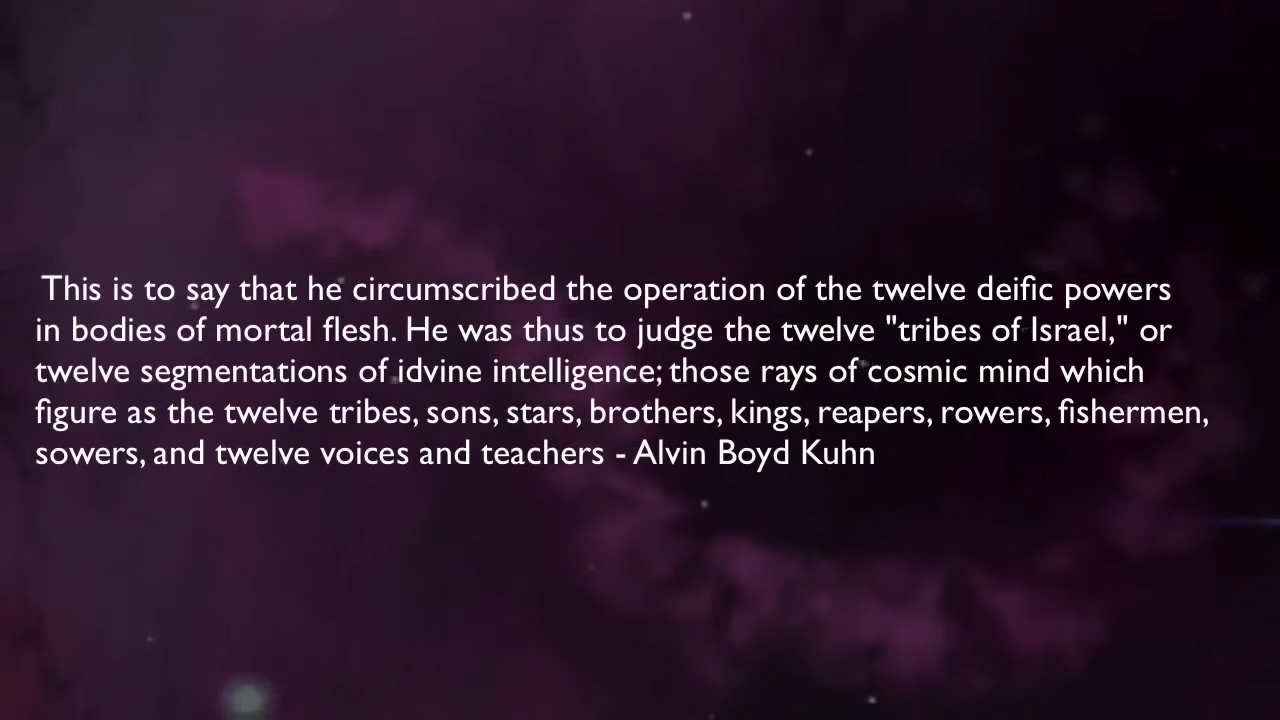 This is to say that he circumscribed the operation of the twelve deific powers
in bodies of mortal flesh. He was thus to judge the twelve "tribes of Israel," or
twelve segmentations of idvine intelligence; those rays of cosmic mind which
figure as the twelve tribes, sons, stars, brothers, kings, reapers, rowers, fishermen,
sowers, and twelve voices and teachers - Alvin Boyd Kuhn